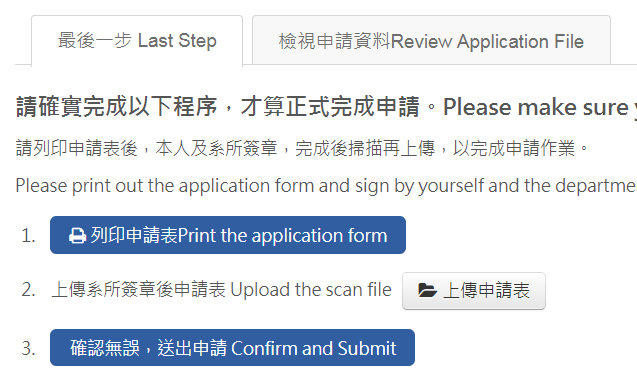 最後一步 Last Step
檢視申請資料Review Application File
請確實完成以下程序，才算正式完成申請。Please make sure
請列印申請表後，本人及系所簽章，完成後掃描再上傳，以完成申請作業。
Please print out the application form and sign by yourself and the departme
1. 列印申請表Print the application form
2. 上傳系所簽章後申請表 Upload the scan file 上傳申請表
3. 確認無誤，送出申請 Confirm and Submit